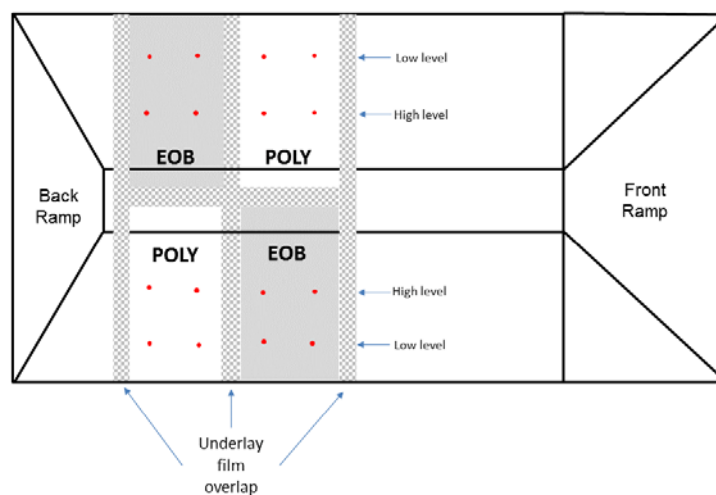 Low level
High level
EOB
POLY
Back
Ramp
Front
Ramp
POLY
EOB
High level
Low level
Underlay
film
overlap